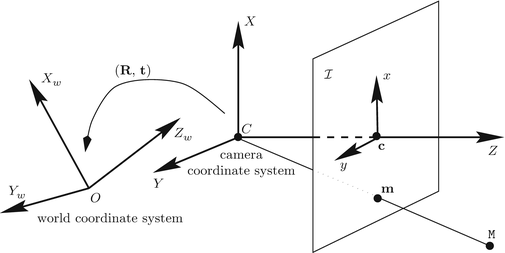 X
X_w
(R, t)
I
x
Z_w
C
c
Z
camera
coordinate system
y
Y
Y_w
O
m
world coordinate system
M